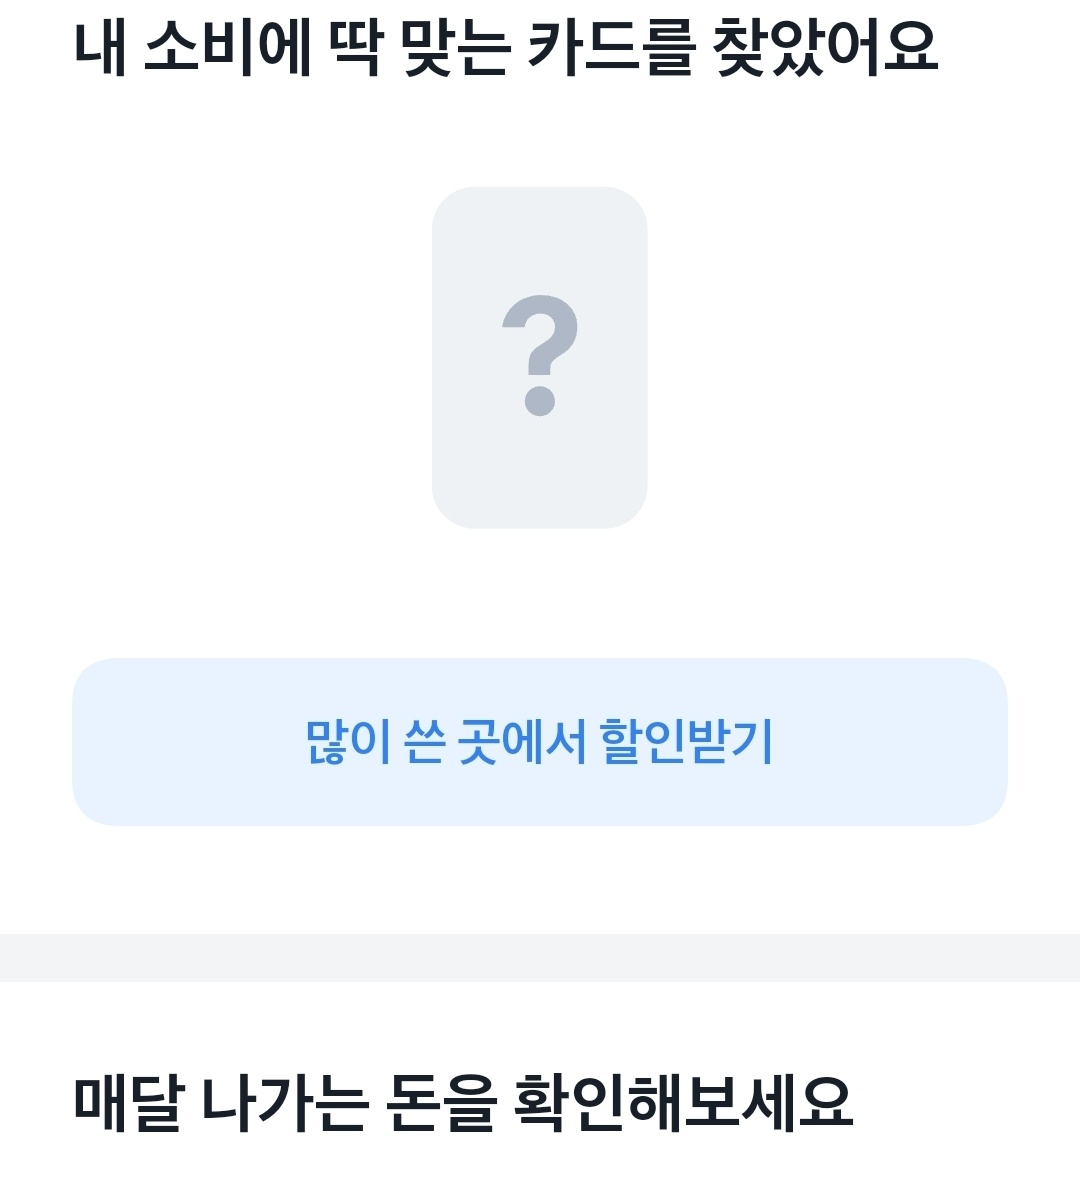 내 소비에 딱 맞는 카드를 찾았어요
?
많이 쓴 곳에서 할인받기
매달 나가는 돈을 확인해보세요